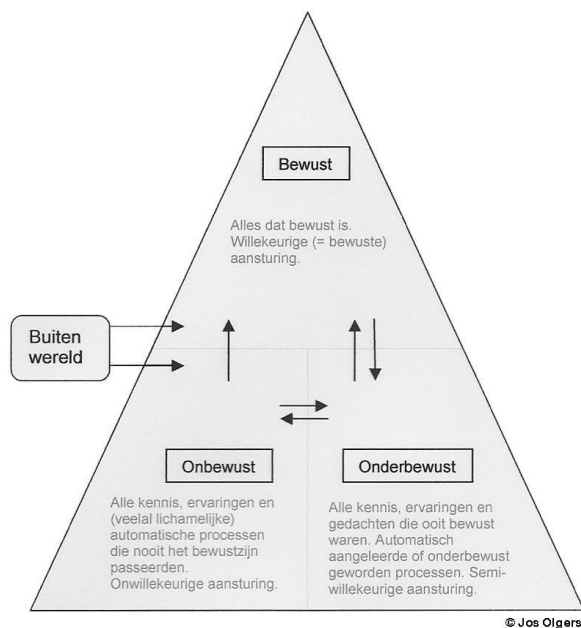 Bewust
Alles dat bewust is.
Willekeurige (= bewuste)
aansturing.
Buiten
wereld
Onbewust
Alle kennis, ervaringen en
(veelal lichamelijke)
automatische processen
die nooit het bewustzijn
passeerden.
Onwillekeurige aansturing.
Onderbewust
Alle kennis, ervaringen en
gedachten die ooit bewust
waren. Automatisch
aangeleerde of onderbewust
geworden processen. Semi-
willekeurige aansturing.
© Jos Olgers